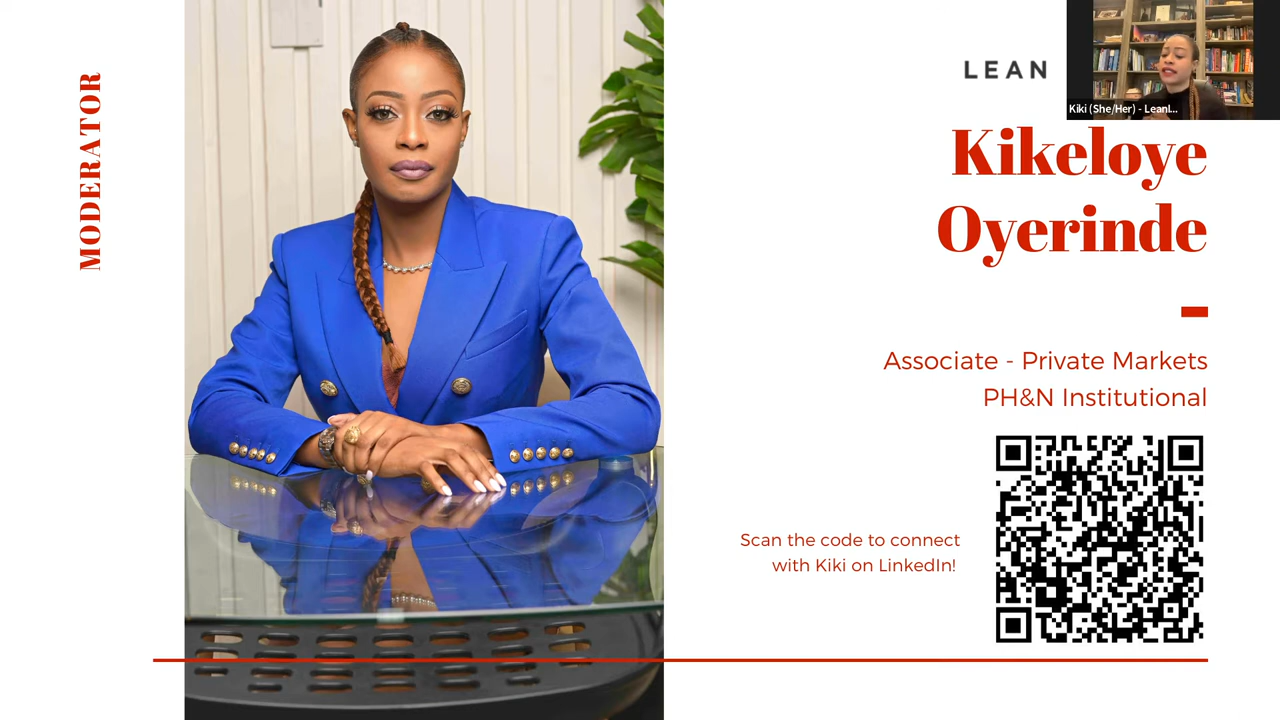 MODERATOR
LEAN
Kiki (She/Her) - Leanl...
Kikeloye
Oyerinde
Associate - Private Markets
PH&N Institutional
Scan the code to connect
with Kiki on LinkedIn!